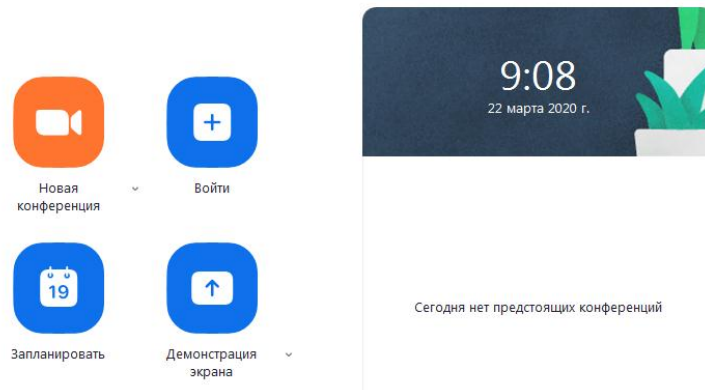 9:08
22 марта 2020 г.
Новая
конференция
Войти
19
Запланировать
Демонстрация
экрана
Сегодня нет предстоящих конференций